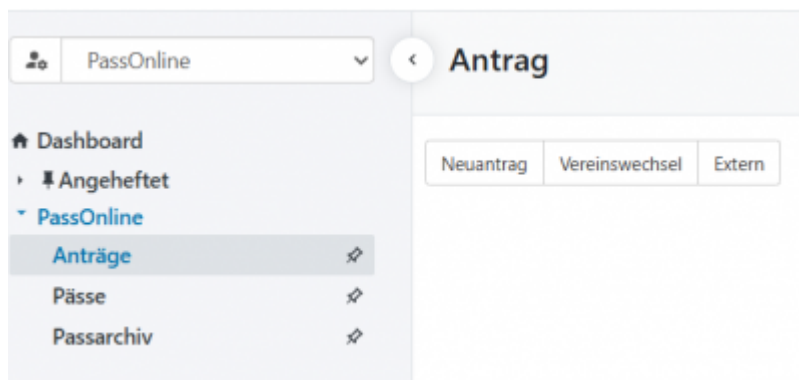 PassOnline
Antrag
Dashboard
Angeheftet
PassOnline
Anträge
Pässe
Passarchiv
Neuantrag Vereinswechsel Extern